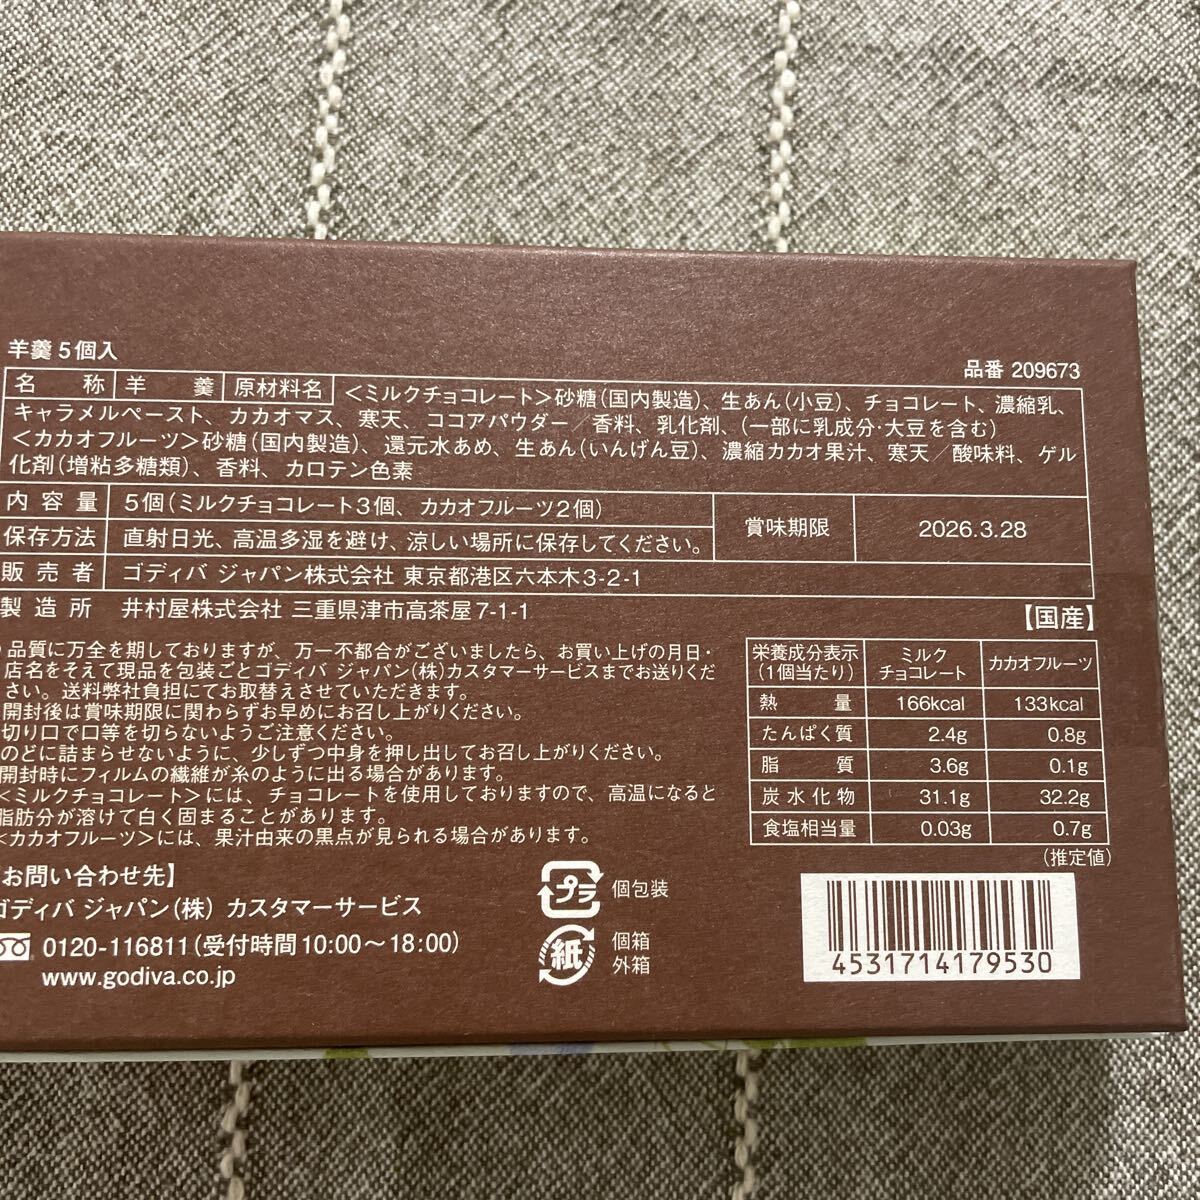 羊羹 5個入
品番 209673
名称 羊羹 原材料名 <ミルクチョコレート>砂糖(国内製造)、生あん(小豆)、チョコレート、濃縮乳、
キャラメルペースト、カカオマス、寒天、ココアパウダー/香料、乳化剤、(一部に乳成分・大豆を含む)
<カカオフルーツ>砂糖(国内製造)、還元水あめ、生あん(いんげん豆)、濃縮カカオ果汁、寒天/酸味料、ゲル
化剤(増粘多糖類)、香料、カロテン色素
内容量 5個(ミルクチョコレート3個、カカオフルーツ2個)
保存方法 直射日光、高温多湿を避け、涼しい場所に保存してください。
賞味期限 2026.3.28
販売者 ゴディバ ジャパン株式会社 東京都港区六本木3-2-1
製造所 井村屋株式会社 三重県津市高茶屋7-1-1
【国産】
品質に万全を期しておりますが、万一不都合がございましたら、お買い上げの月日・
店名をそえて現品を包装ごとゴディバ ジャパン(株)カスタマーサービスまでお送りくだ
さい。送料弊社負担にてお取替えさせていただきます。
開封後は賞味期限に関わらずお早めにお召し上がりください。
切り口で口等を切らないようご注意ください。
のどに詰まらせないように、少しずつ中身を押し出してお召し上がりください。
開封時にフィルムの繊維が糸のように出る場合があります。
<ミルクチョコレート>には、チョコレートを使用しておりますので、高温になると
脂肪分が溶けて白く固まることがあります。
<カカオフルーツ>には、果汁由来の黒点が見られる場合があります。
栄養成分表示(1個当たり) ミルクチョコレート カカオフルーツ
熱量 166kcal 133kcal
たんぱく質 2.4g 0.8g
脂質 3.6g 0.1g
炭水化物 31.1g 32.2g
食塩相当量 0.03g 0.7g
(推定値)
お問い合わせ先】
ゴディバ ジャパン(株) カスタマーサービス
0120-116811(受付時間10:00～18:00)
www.godiva.co.jp
プラ 個包装
紙 個箱
外箱
4531714179530